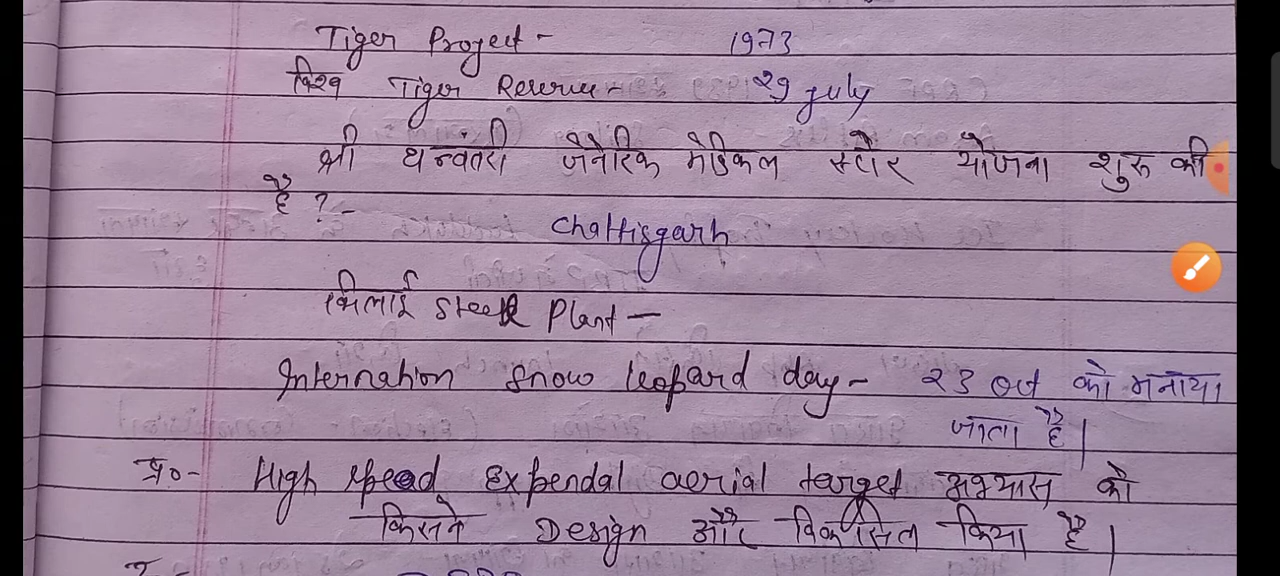 Tiger Project - 1973
विश्व Tiger Reserve - 29 July
श्री धन्वंतरी जेनेरिक मेडिकल स्टोर योजना शुरू की
है ? -
Chattisgarh
भिलाई Steel Plant -
Internation Snow leopard day - 23 oct को मनाया
जाता है |
प्र०- High speed Expendal aerial target अभ्यास को
किसने Design और विकसित किया है |